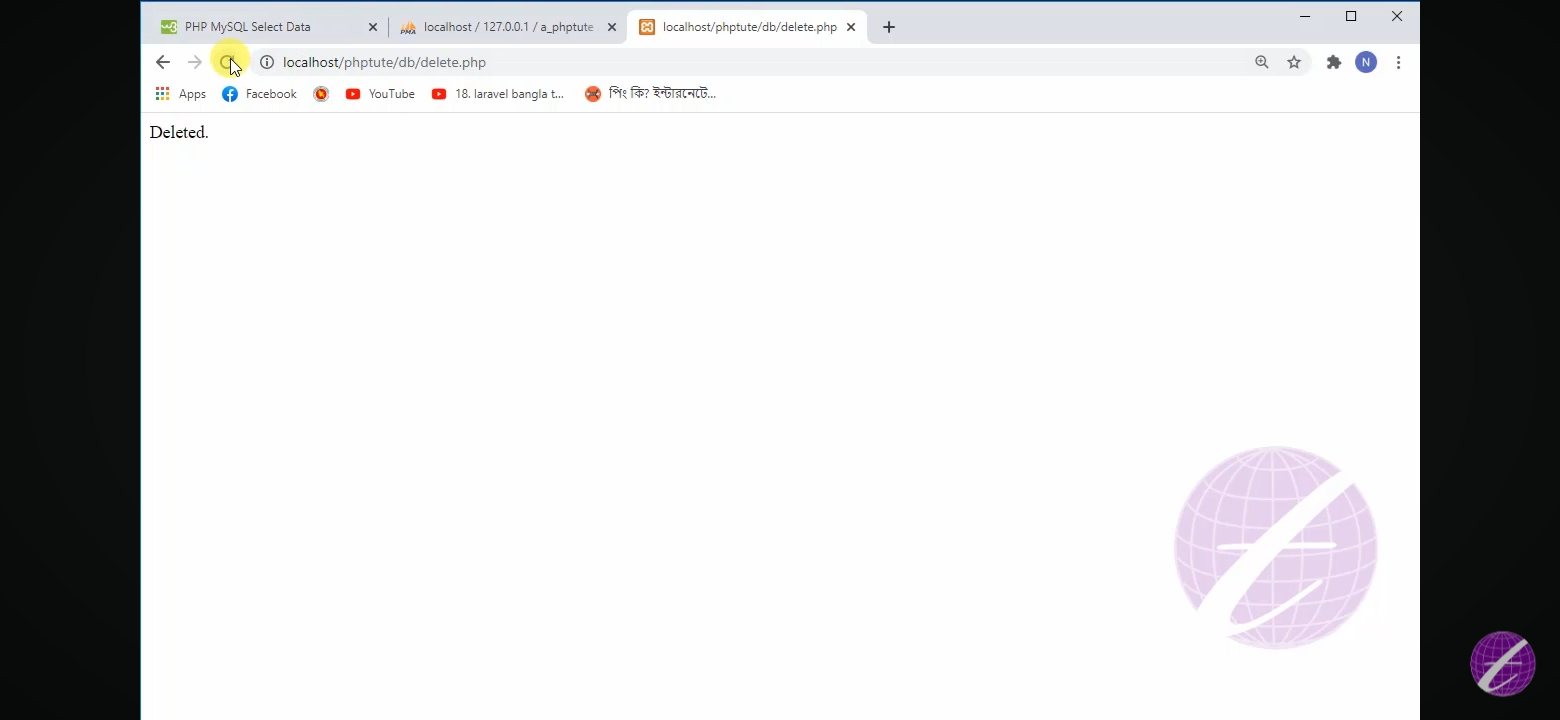 PHP MySQL Select Data
localhost / 127.0.0.1 / a_phptute
localhost/phptute/db/delete.php
localhost/phptute/db/delete.php
N
Apps
Facebook
YouTube
18. laravel bangla t...
পিং কি? ইন্টারনেটে...
Deleted.